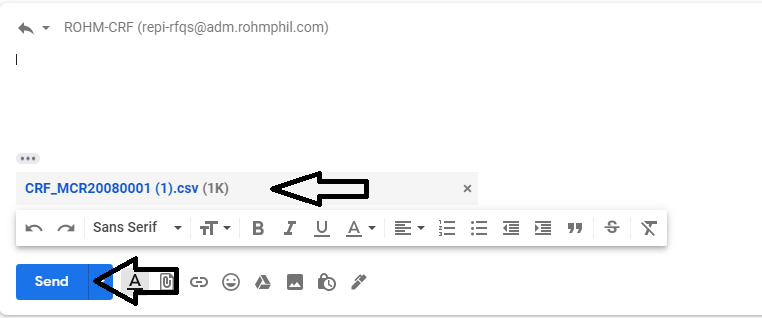 ROHM-CRF (repi-rfqs@adm.rohmphil.com)
CRF_MCR20080001 (1).csv (1K)
Sans Serif
B I U A
Send A